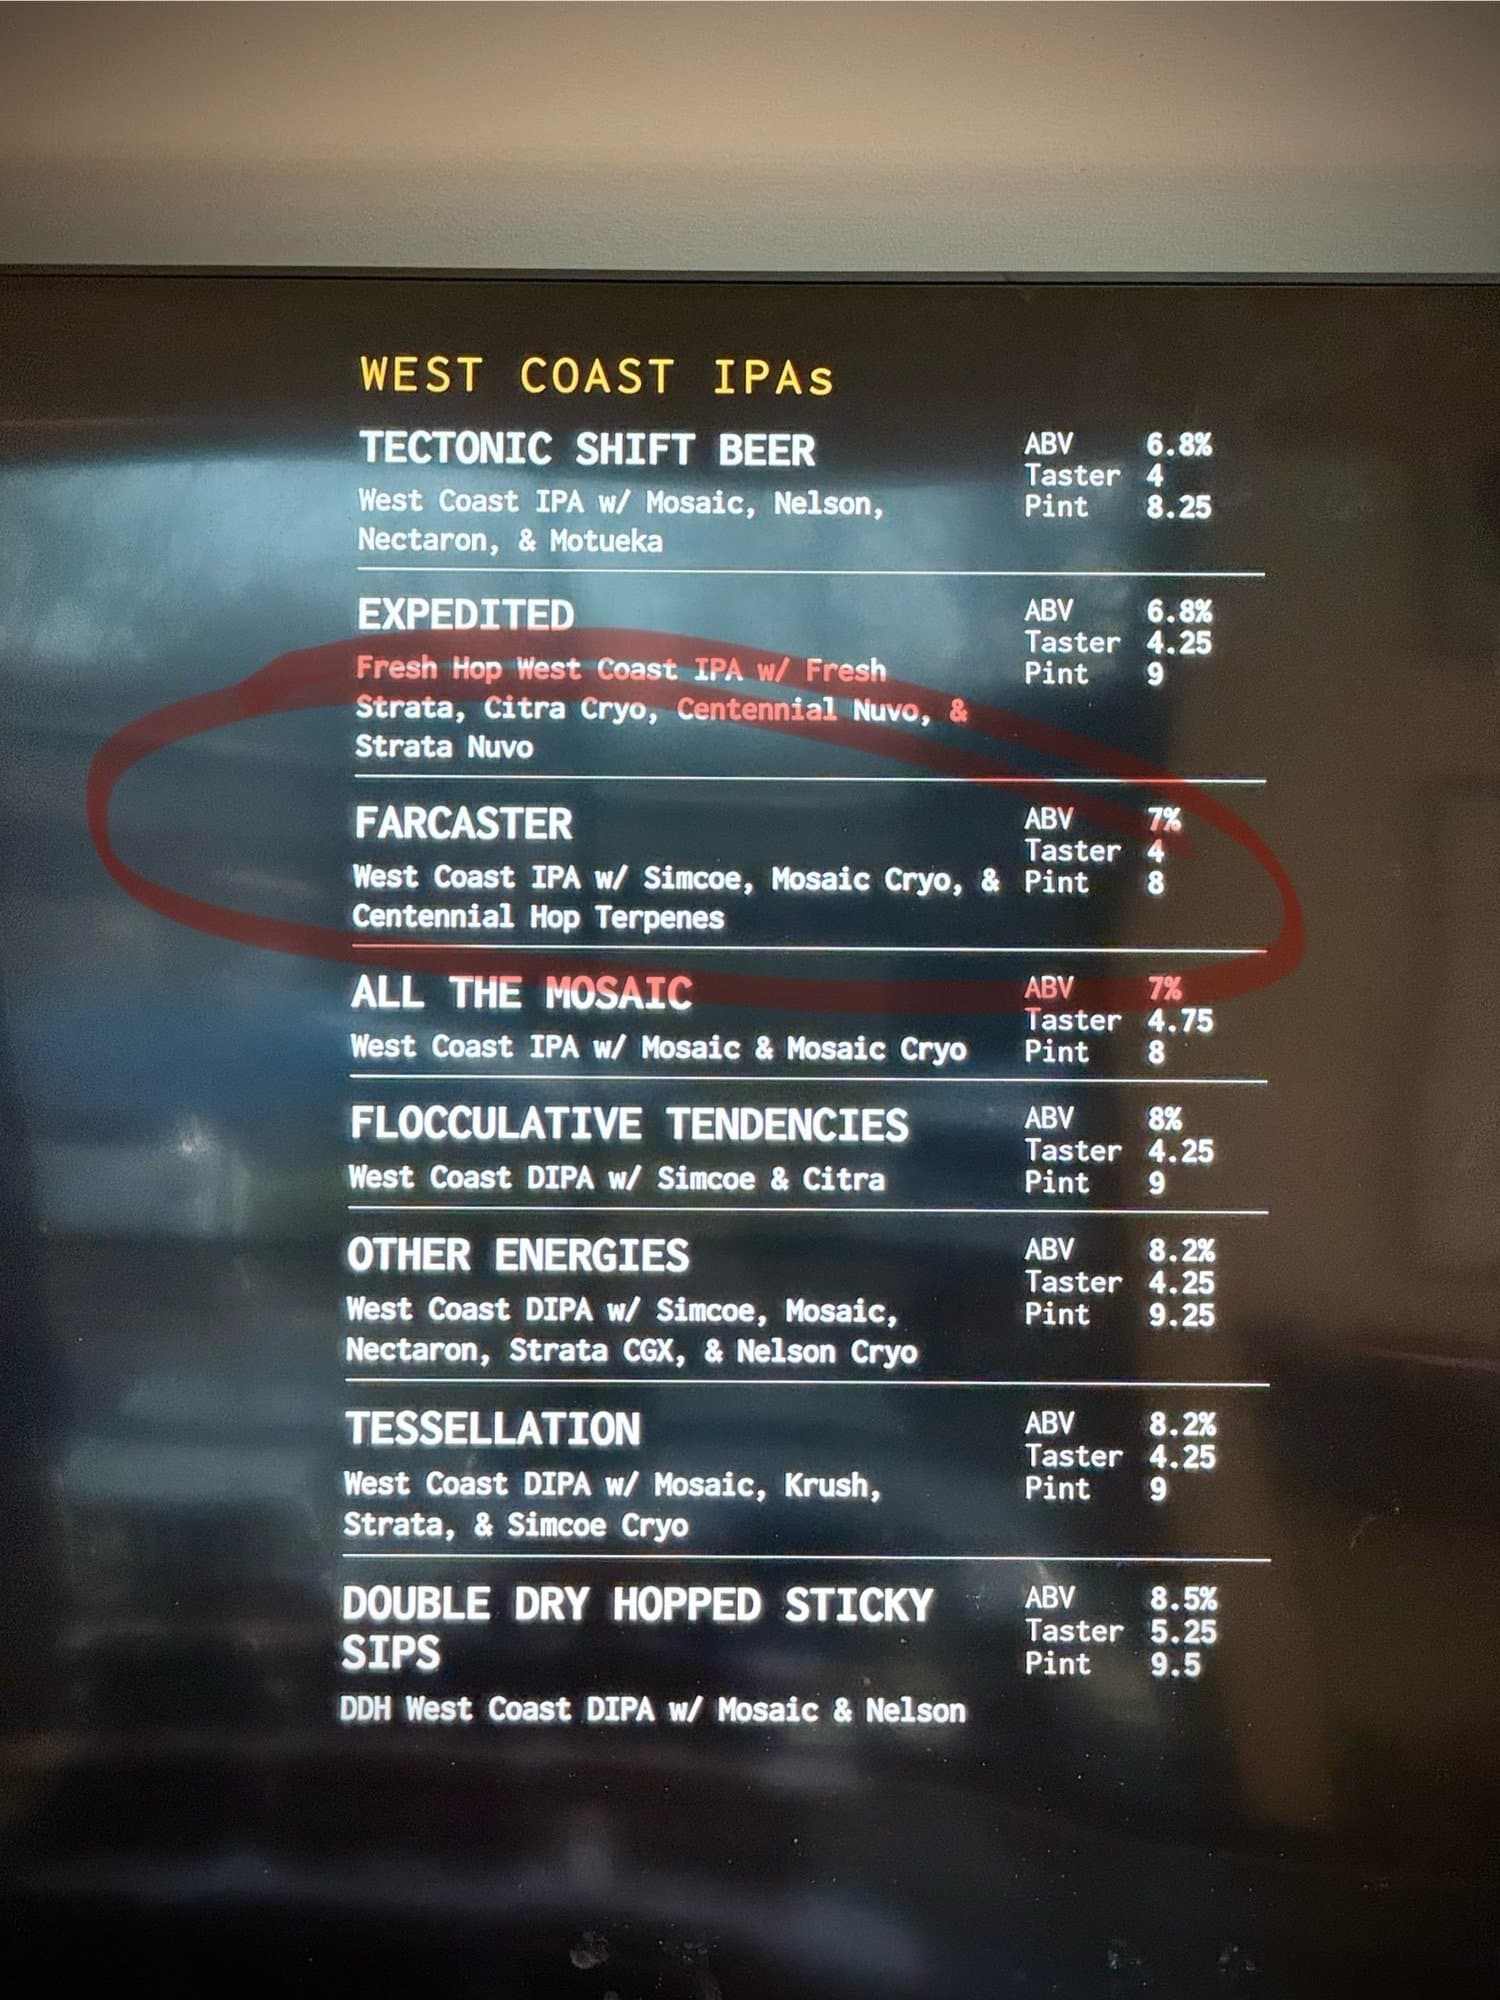 WEST COAST IPAs
TECTONIC SHIFT BEER
West Coast IPA w/ Mosaic, Nelson,
Nectaron, & Motueka
ABV 6.8%
Taster 4
Pint 8.25
EXPEDITED
Fresh Hop West Coast IPA w/ Fresh
Strata, Citra Cryo, Centennial Nuvo, &
Strata Nuvo
ABV 6.8%
Taster 4.25
Pint 9
FARCASTER
West Coast IPA w/ Simcoe, Mosaic Cryo, &
Centennial Hop Terpenes
ABV 7%
Taster 4
Pint 8
ALL THE MOSAIC
West Coast IPA w/ Mosaic & Mosaic Cryo
ABV 7%
Taster 4.75
Pint 8
FLOCCULATIVE TENDENCIES
West Coast DIPA w/ Simcoe & Citra
ABV 8%
Taster 4.25
Pint 9
OTHER ENERGIES
West Coast DIPA w/ Simcoe, Mosaic,
Nectaron, Strata CGX, & Nelson Cryo
ABV 8.2%
Taster 4.25
Pint 9.25
TESSELLATION
West Coast DIPA w/ Mosaic, Krush,
Strata, & Simcoe Cryo
ABV 8.2%
Taster 4.25
Pint 9
DOUBLE DRY HOPPED STICKY
SIPS
DDH West Coast DIPA w/ Mosaic & Nelson
ABV 8.5%
Taster 5.25
Pint 9.5